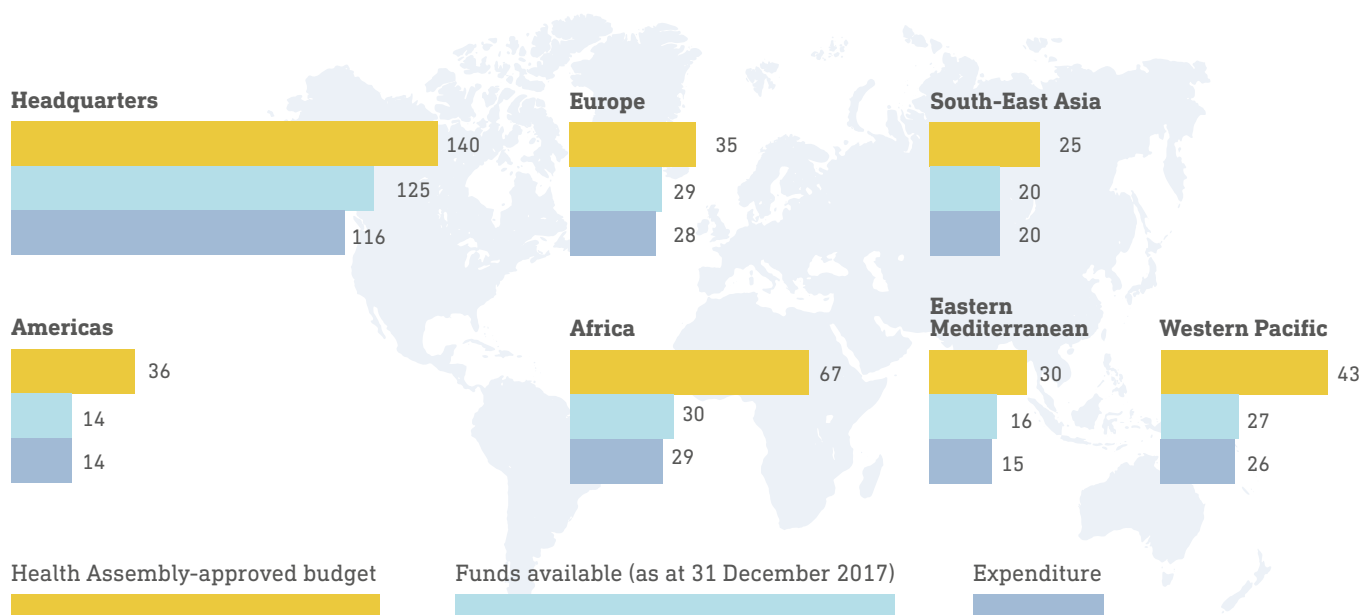 Headquarters
140
125
116
Europe
35
29
28
South-East Asia
25
20
20
Americas
36
14
14
Africa
67
30
29
Eastern
Mediterranean
30
16
15
Western Pacific
43
27
26
Health Assembly-approved budget
Funds available (as at 31 December 2017)
Expenditure